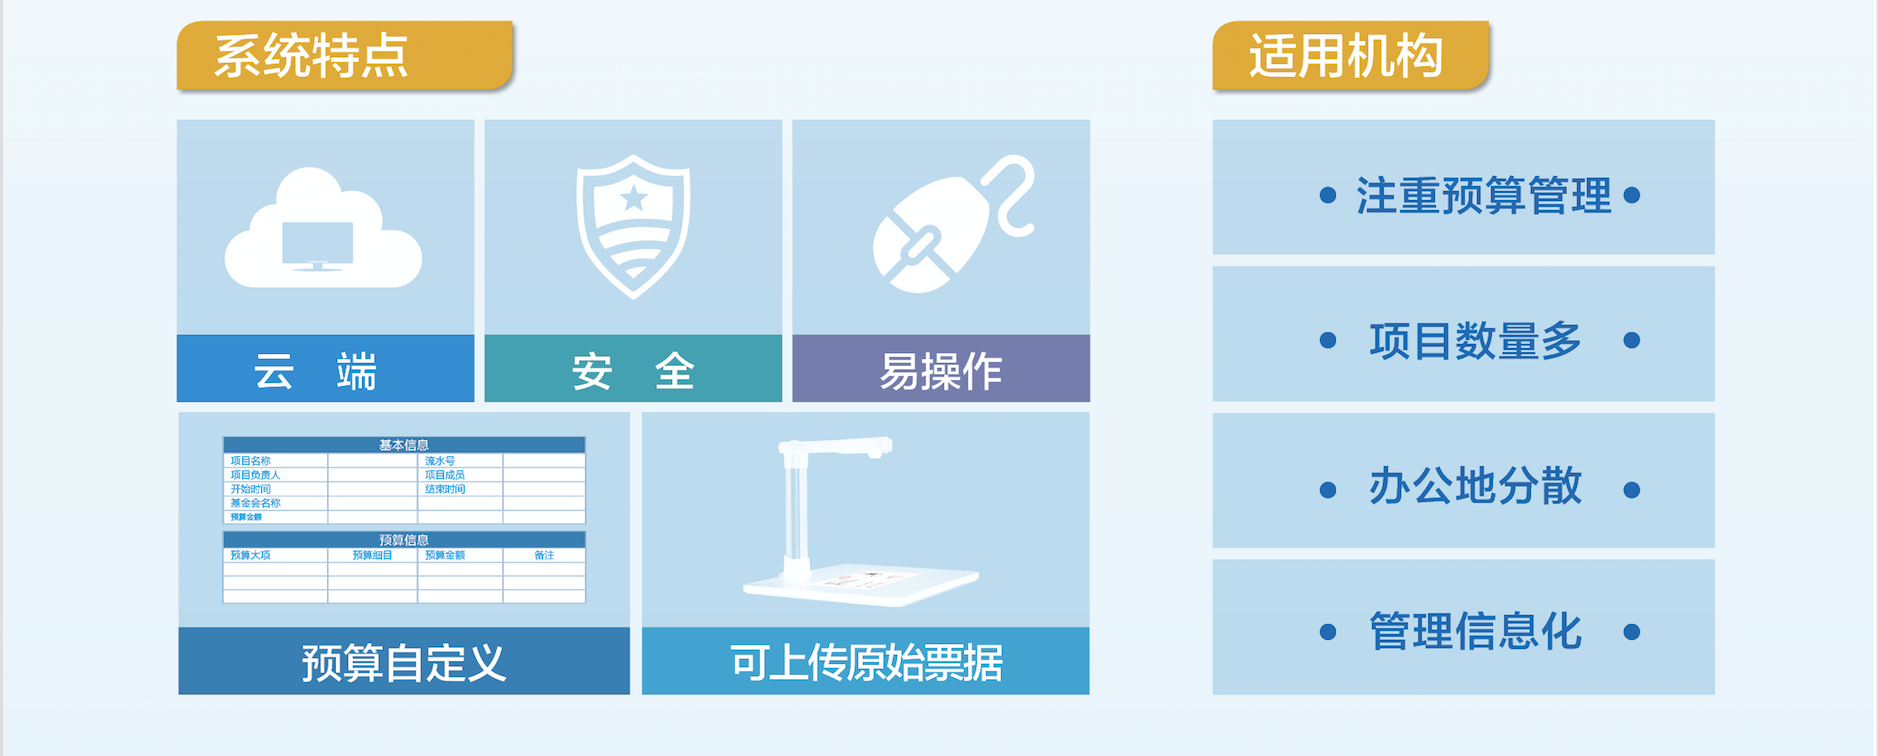 系统特点
云 端
安 全
易操作
基本信息
项目名称 流水号
项目负责人 项目成员
开始时间 结束时间
基金会名称
预算金额
预算信息
预算大项 预算细目 预算金额 备注
预算自定义
可上传原始票据
适用机构
• 注重预算管理 •
• 项目数量多 •
• 办公地分散 •
• 管理信息化 •